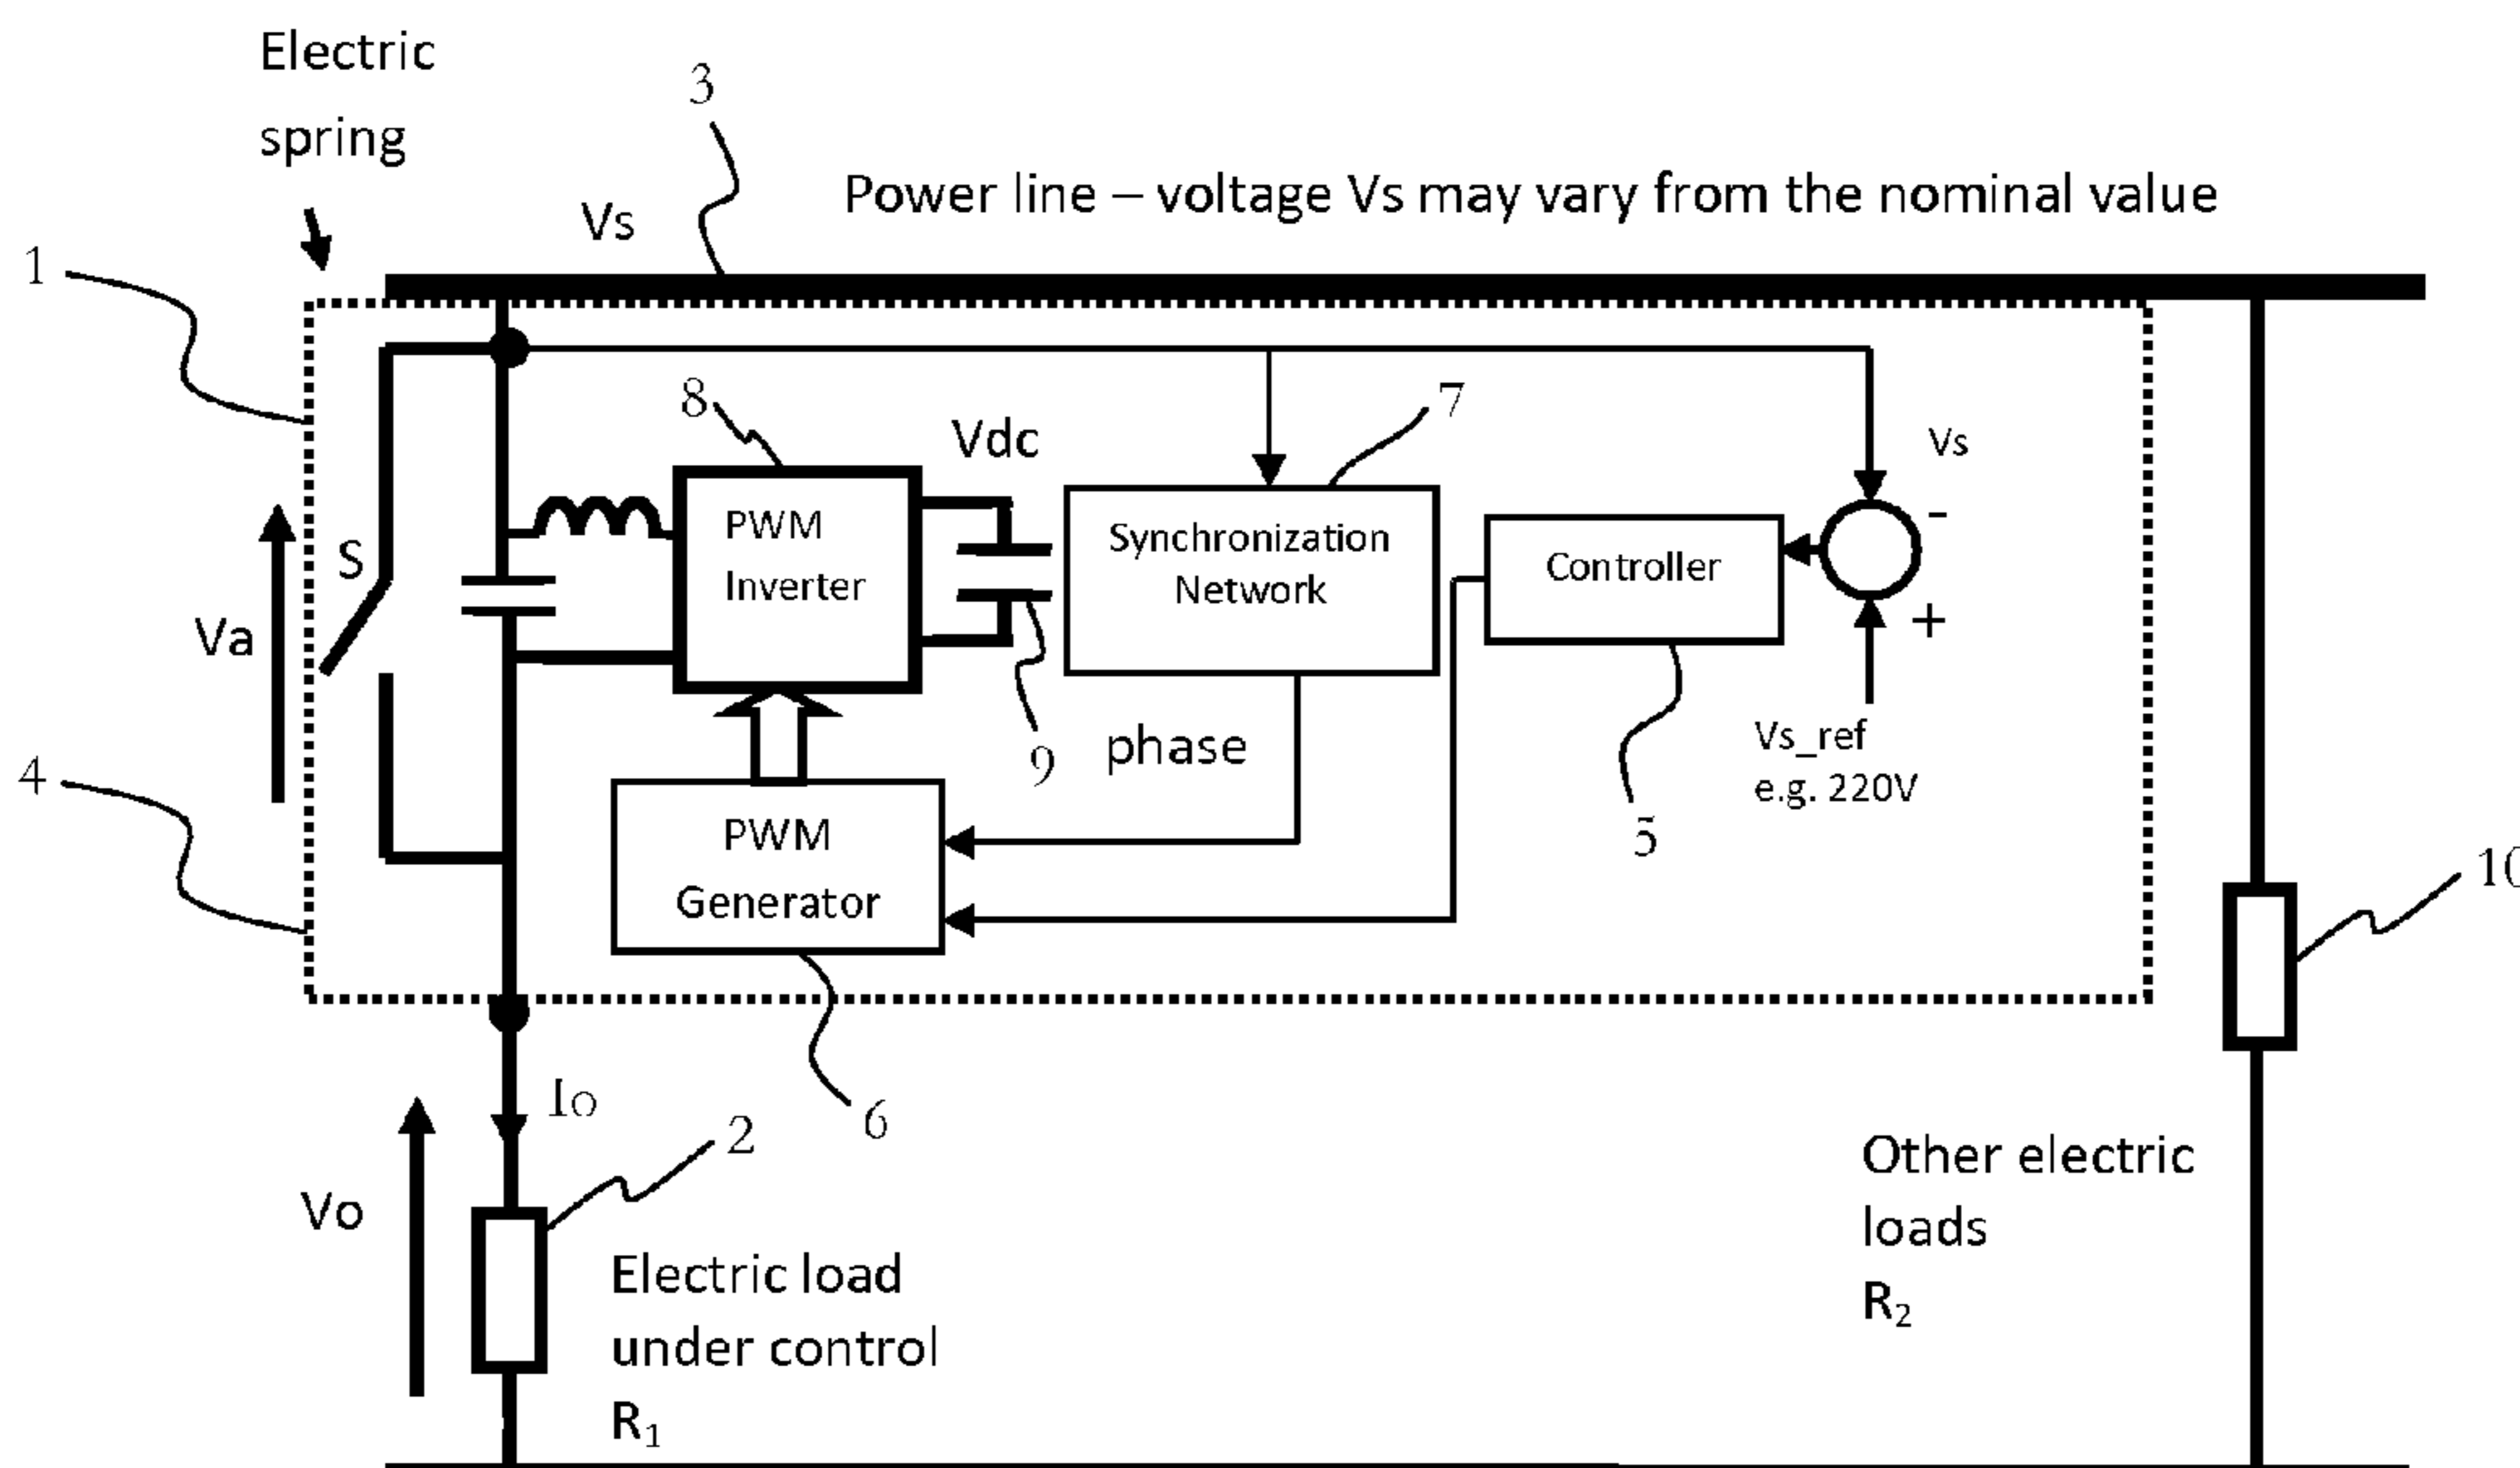 Electric
spring
3
Power line – voltage Vs may vary from the nominal value
Vs
1
8
7
Vdc
Vs
-
S
PWM
Inverter
Synchronization
Network
Controller
+
Va
Vs_ref
e.g. 220V
phase
9
4
5
PWM
Generator
10
Io
6
2
Vo
Other electric
loads
R₂
Electric load
under control
R₁